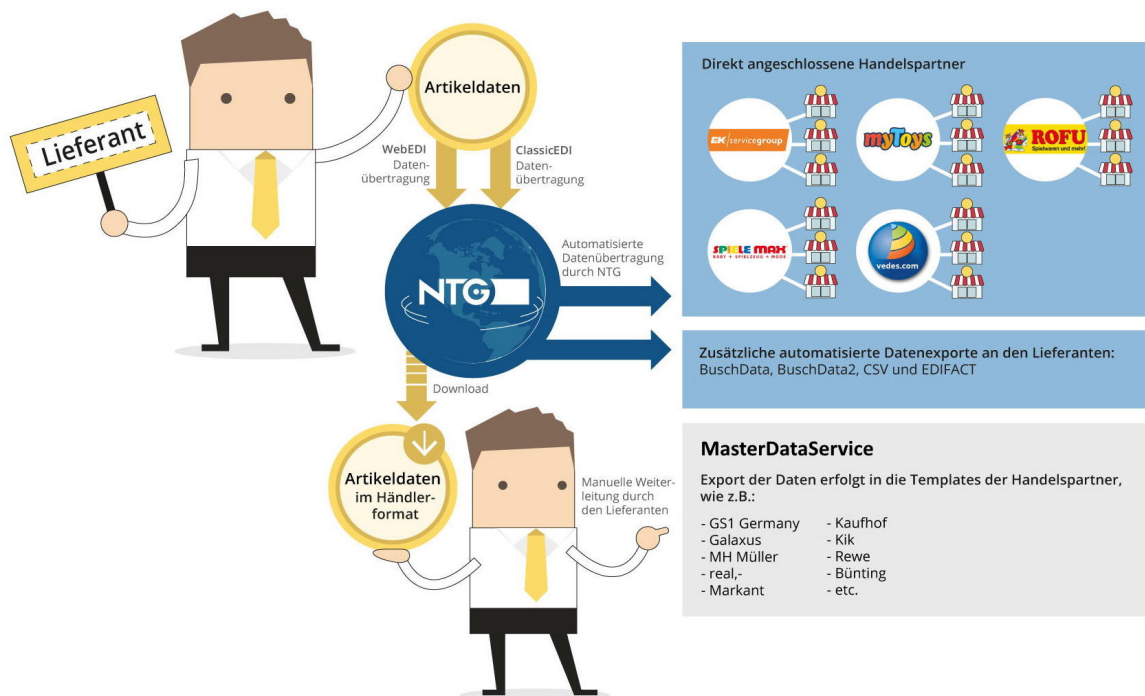 Lieferant
Artikeldaten
WebEDI
Daten-
übertragung
ClassicEDI
Daten-
übertragung
NTG
Automatisierte
Datenübertragung
durch NTG
Download
Artikeldaten
im Händler-
format
Manuelle Weiter-
leitung durch
den Lieferanten
Direkt angeschlossene Handelspartner
EK/servicegroup
myToys
ROFU
Spielwaren und mehr!
SPIELE MAX
BABY + SPIELZEUG + MODE
vedes.com
Zusätzliche automatisierte Datenexporte an den Lieferanten:
BuschData, BuschData2, CSV und EDIFACT
MasterDataService
Export der Daten erfolgt in die Templates der Handelspartner,
wie z.B.:
- GS1 Germany
- Galaxus
- MH Müller
- real,-
- Markant
- Kaufhof
- Kik
- Rewe
- Bünting
- etc.